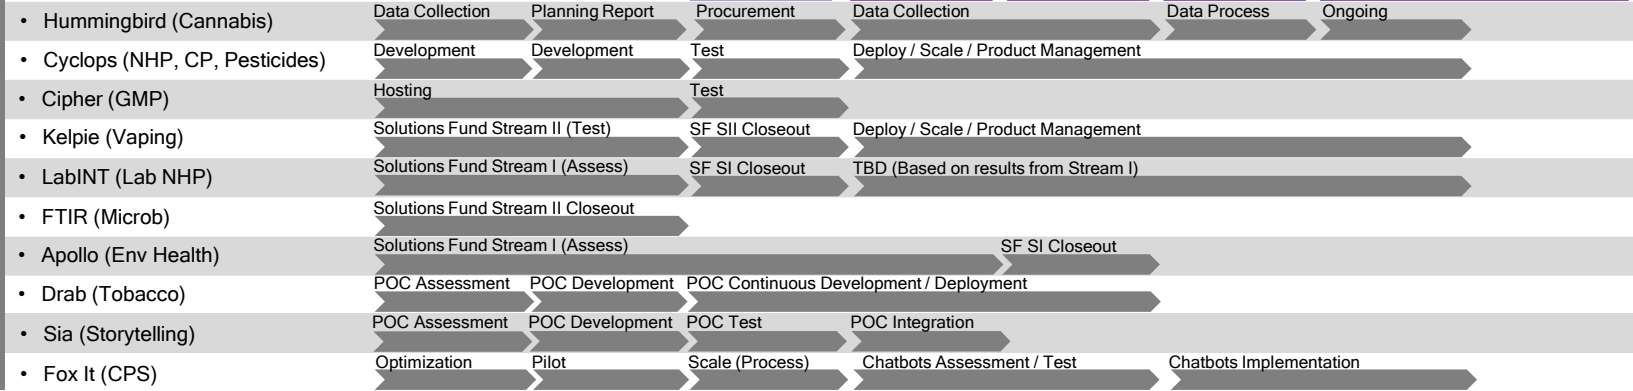 • Hummingbird (Cannabis) Data Collection Planning Report Procurement Data Collection Data Process Ongoing
• Cyclops (NHP, CP, Pesticides) Development Development Test Deploy / Scale / Product Management
• Cipher (GMP) Hosting Test
• Kelpie (Vaping) Solutions Fund Stream II (Test) SF SII Closeout Deploy / Scale / Product Management
• LabINT (Lab NHP) Solutions Fund Stream I (Assess) SF SI Closeout TBD (Based on results from Stream I)
• FTIR (Microb) Solutions Fund Stream II Closeout
• Apollo (Env Health) Solutions Fund Stream I (Assess) SF SI Closeout
• Drab (Tobacco) POC Assessment POC Development POC Continuous Development / Deployment
• Sia (Storytelling) POC Assessment POC Development POC Test POC Integration
• Fox It (CPS) Optimization Pilot Scale (Process) Chatbots Assessment / Test Chatbots Implementation